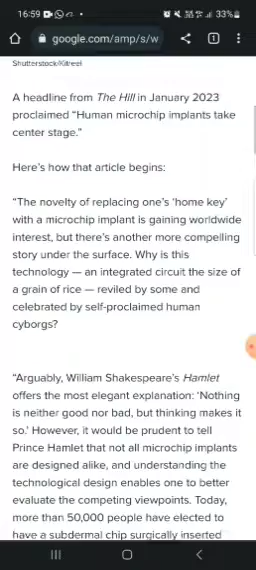 16:59
33%
google.com/amp/s/w
1
Shutterstock/Kitreel
A headline from The Hill in January 2023
proclaimed “Human microchip implants take
center stage.”
Here’s how that article begins:
“The novelty of replacing one’s ‘home key’
with a microchip implant is gaining worldwide
interest, but there’s another more compelling
story under the surface. Why is this
technology — an integrated circuit the size of
a grain of rice — reviled by some and
celebrated by self-proclaimed human
cyborgs?
“Arguably, William Shakespeare’s Hamlet
offers the most elegant explanation: ‘Nothing
is neither good nor bad, but thinking makes it
so.’ However, it would be prudent to tell
Prince Hamlet that not all microchip implants
are designed alike, and understanding the
technological design enables one to better
evaluate the competing viewpoints. Today,
more than 50,000 people have elected to
have a subdermal chip surgically inserted